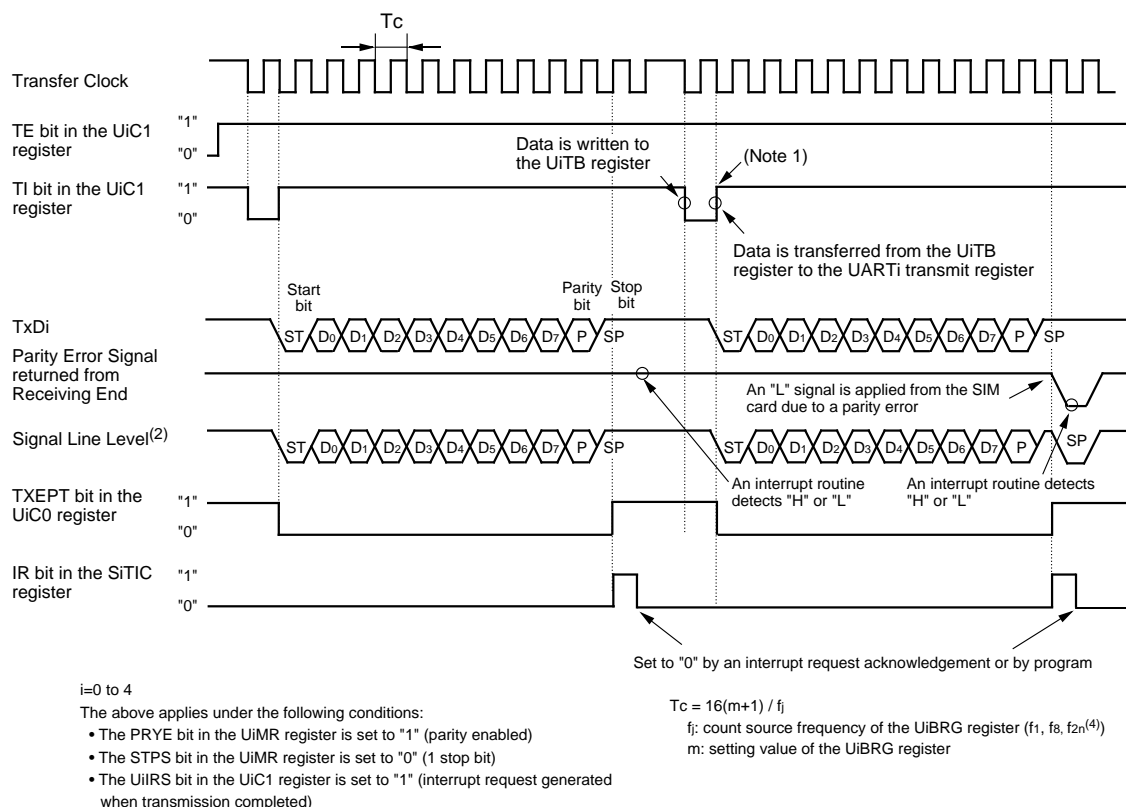 Tc
Transfer Clock
TE bit in the UiC1
register
"1"
"0"
Data is written to
the UiTB register
(Note 1)
TI bit in the UiC1
register
"1"
"0"
Data is transferred from the UiTB
register to the UARTi transmit register
Start
bit
Parity
bit
Stop
bit
TxDi
ST D0 D1 D2 D3 D4 D5 D6 D7 P SP
ST D0 D1 D2 D3 D4 D5 D6 D7 P SP
Parity Error Signal
returned from
Receiving End
An "L" signal is applied from the SIM
card due to a parity error
Signal Line Level(2)
ST D0 D1 D2 D3 D4 D5 D6 D7 P SP
ST D0 D1 D2 D3 D4 D5 D6 D7 P SP
An interrupt routine
detects "H" or "L"
An interrupt routine detects
"H" or "L"
TXEPT bit in the
UiC0 register
"1"
"0"
IR bit in the SiTIC
register
"1"
"0"
Set to "0" by an interrupt request acknowledgement or by program
i=0 to 4
The above applies under the following conditions:
• The PRYE bit in the UiMR register is set to "1" (parity enabled)
• The STPS bit in the UiMR register is set to "0" (1 stop bit)
• The UiIRS bit in the UiC1 register is set to "1" (interrupt request generated
when transmission completed)
Tc = 16(m+1) / fj
fj: count source frequency of the UiBRG register (f1, f8, f2n(4))
m: setting value of the UiBRG register